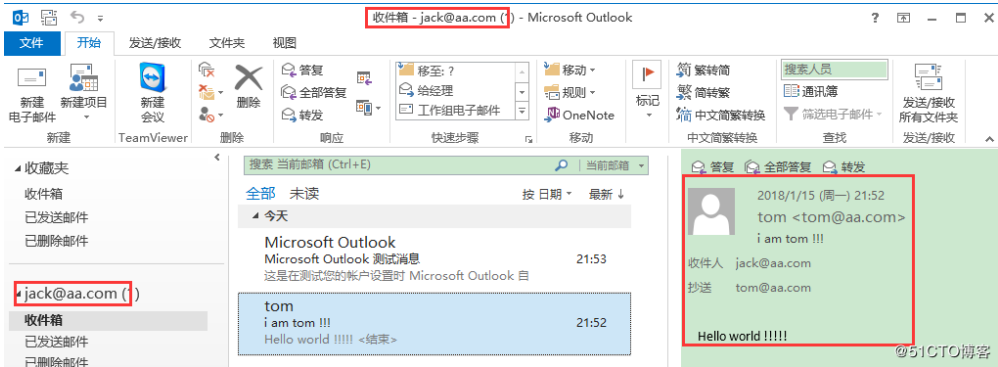 收件箱 - jack@aa.com (1) - Microsoft Outlook
文件 开始 发送/接收 文件夹 视图
新建
电子邮件
新建项目
新建
新建
会议
TeamViewer
删除
删除
答复
全部答复
转发
响应
移至: ?
给经理
工作组电子邮件
快速步骤
移动
规则
OneNote
移动
标记
繁转简
简转繁
中文简繁转换
中文简繁转换
搜索人员
通讯簿
筛选电子邮件
查找
发送/接收
所有文件夹
发送/接收
收藏夹
收件箱
已发送邮件
已删除邮件
jack@aa.com (1)
收件箱
已发送邮件
已删除邮件
搜索 当前邮箱 (Ctrl+E) 当前邮箱
全部 未读 按 日期 最新 ↓
今天
Microsoft Outlook
Microsoft Outlook 测试消息 21:53
这是在测试您的帐户设置时 Microsoft Outlook 自
tom
i am tom !!! 21:52
Hello world !!!!! <结束>
答复 全部答复 转发
2018/1/15 (周一) 21:52
tom <tom@aa.com>
i am tom !!!
收件人 jack@aa.com
抄送 tom@aa.com
Hello world !!!!!
@51CTO博客